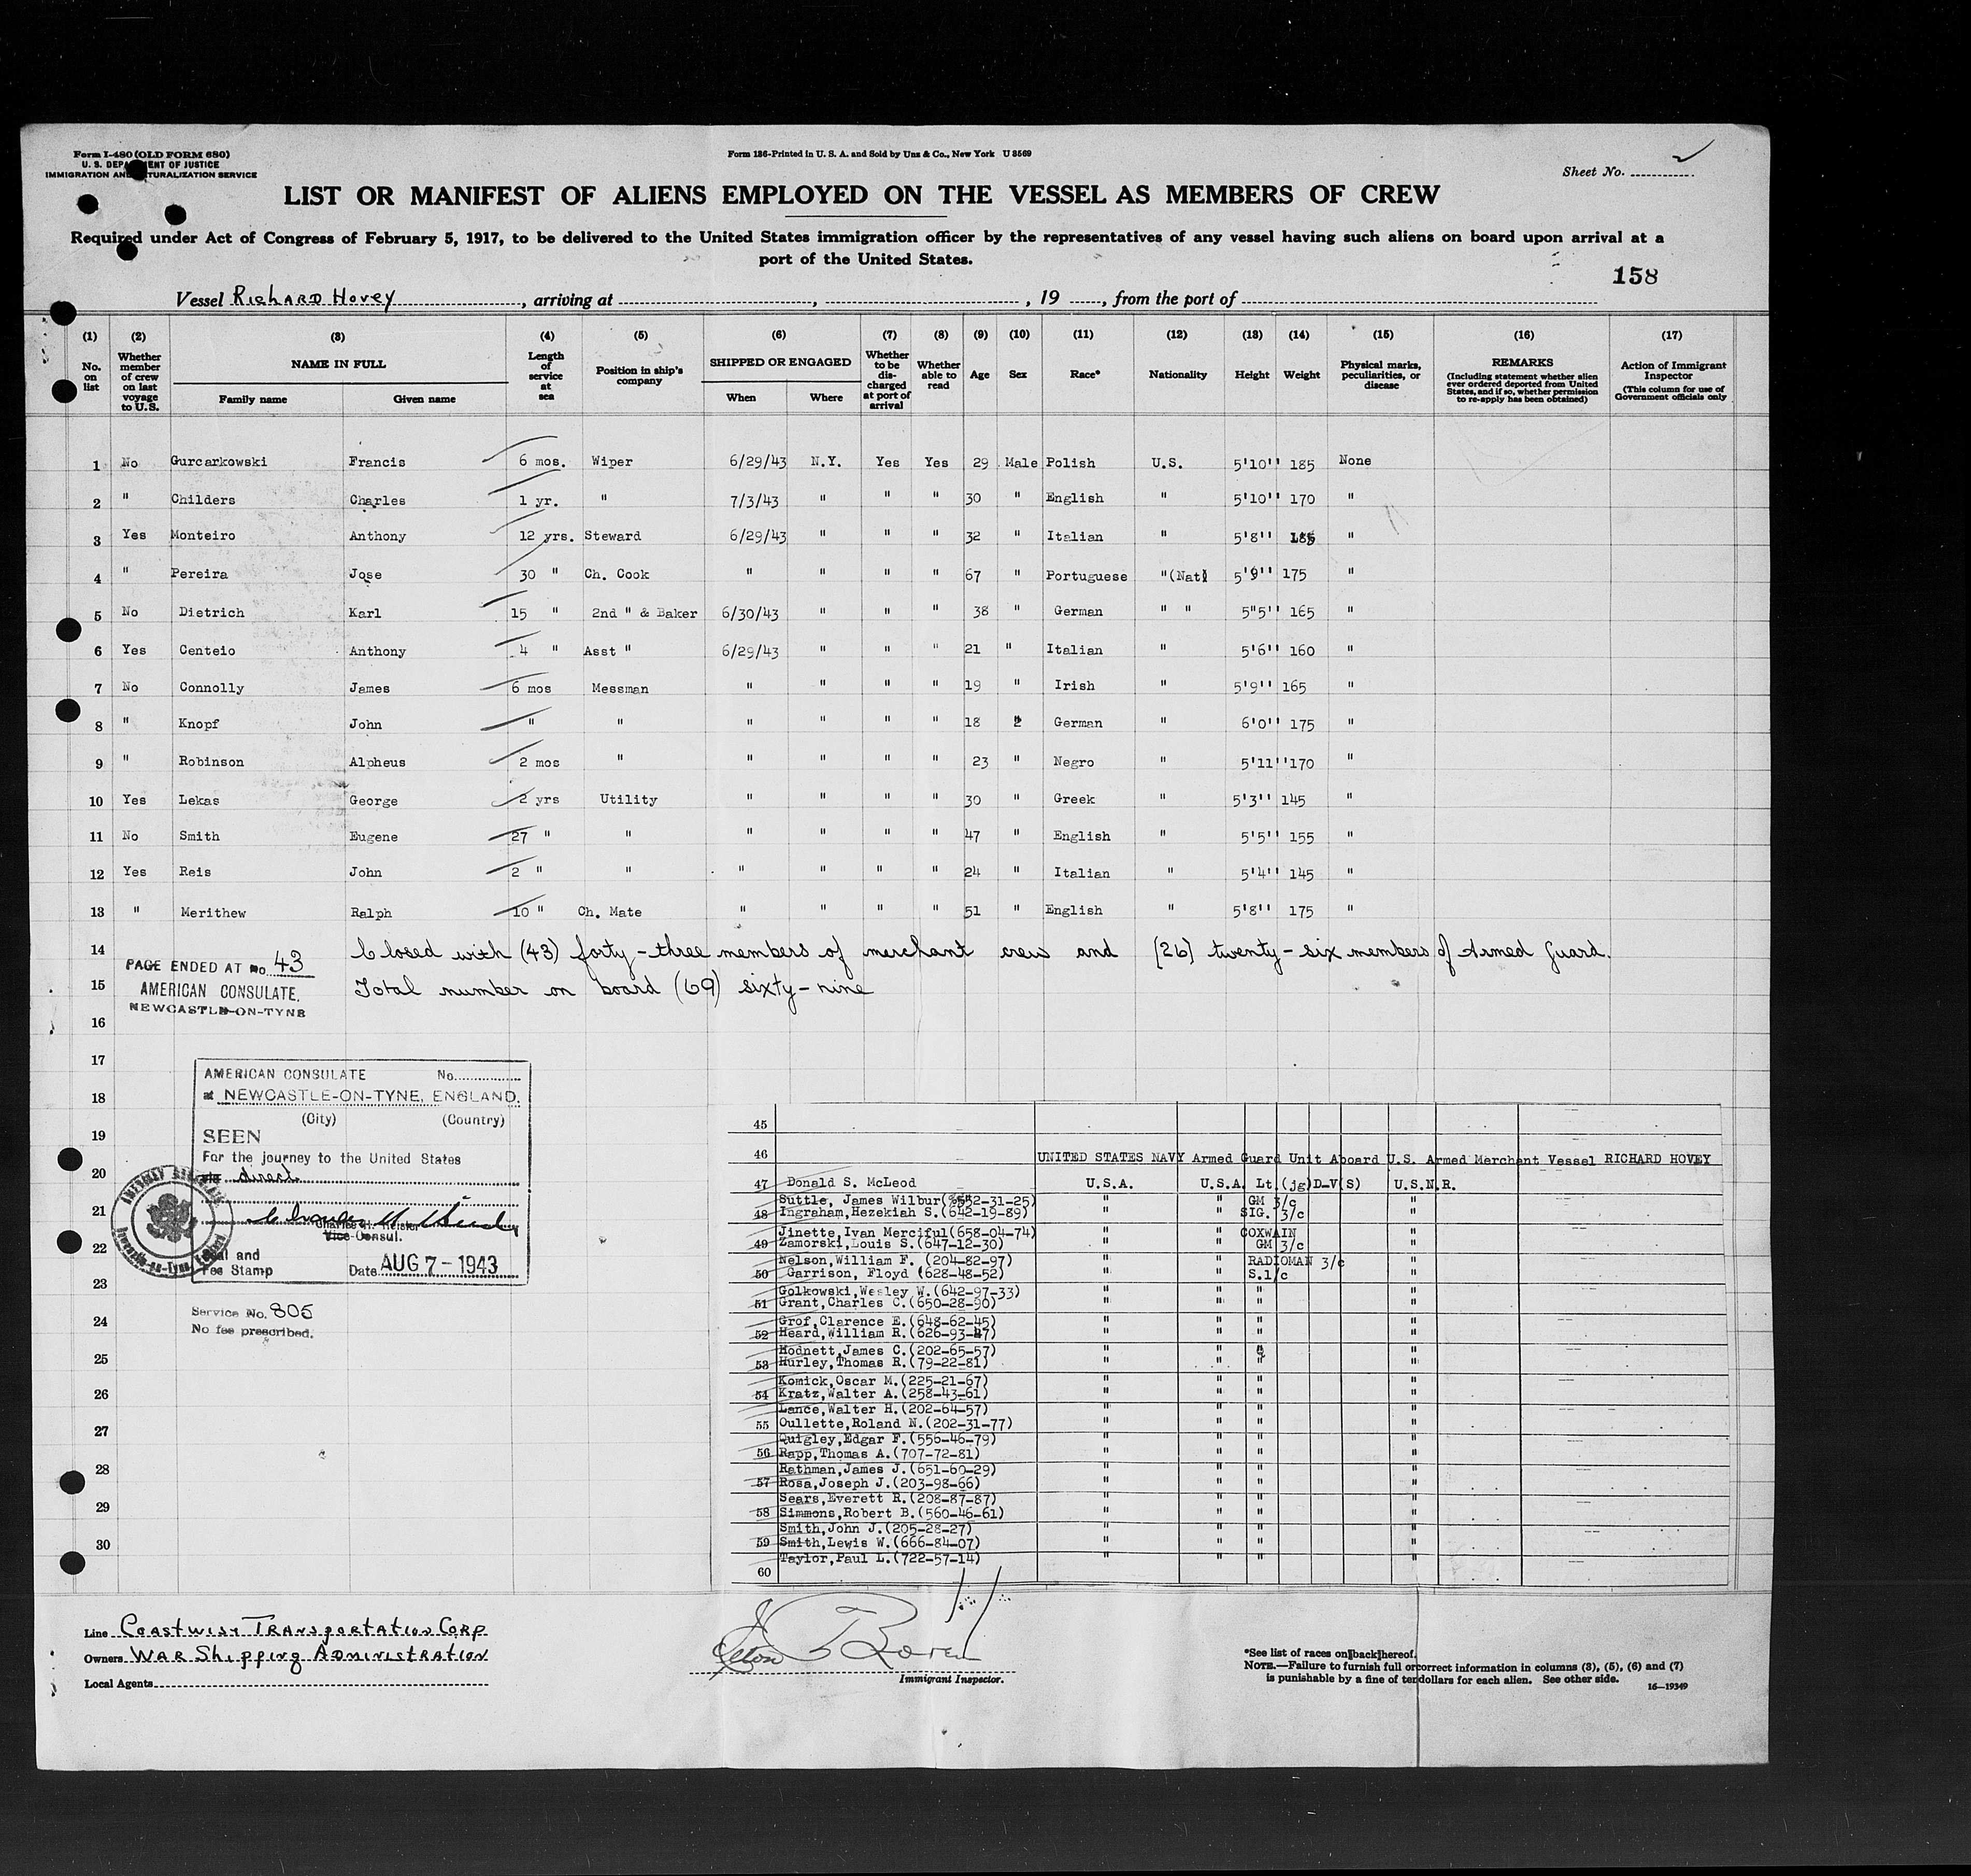 Form I-480 (OLD FORM 680)
U. S. DEPARTMENT OF JUSTICE
IMMIGRATION AND NATURALIZATION SERVICE
Form 136-Printed in U. S. A. and Sold by Unz & Co., New York U 3569
Sheet No. 2
LIST OR MANIFEST OF ALIENS EMPLOYED ON THE VESSEL AS MEMBERS OF CREW
Required under Act of Congress of February 5, 1917, to be delivered to the United States immigration officer by the representatives of any vessel having such aliens on board upon arrival at a
port of the United States.
158
Vessel Richard Hovey, arriving at , , 19 , from the port of
(1) (2) (3) (4) (5) (6) (7) (8) (9) (10) (11) (12) (13) (14) (15) (16) (17)
No. on list Whether member of crew on last voyage to U.S. NAME IN FULL Family name Given name Length of service at sea Position in ship's company SHIPPED OR ENGAGED When Where Whether to be discharged at port of arrival Whether able to read Age Sex Race* Nationality Height Weight Physical marks, peculiarities, or disease REMARKS (Including statement whether alien ever ordered deported from United States, and if so, whether permission to re-apply has been obtained) Action of Immigrant Inspector (This column for use of Government officials only
1 No Gurcarkowski Francis 6 mos. Wiper 6/29/43 N.Y. Yes Yes 29 Male Polish U.S. 5'10'' 185 None
2 " Childers Charles 1 yr. " 7/3/43 " " " 30 " English " 5'10'' 170 "
3 Yes Monteiro Anthony 12 yrs. Steward 6/29/43 " " " 32 " Italian " 5'8'' 185 "
4 " Pereira Jose 30 " Ch. Cook " " " " 67 " Portuguese "(Nat) 5'9'' 175 "
5 No Dietrich Karl 15 " 2nd " & Baker 6/30/43 " " " 38 " German " " 5"5'' 165 "
6 Yes Centeio Anthony 4 " Asst " 6/29/43 " " " 21 " Italian " 5'6'' 160 "
7 No Connolly James 6 mos Messman " " " " 19 " Irish " 5'9'' 165 "
8 " Knopf John " " " " " " 18 " German " 6'0'' 175 "
9 " Robinson Alpheus 2 mos " " " " " 23 " Negro " 5'11'' 170 "
10 Yes Lekas George 2 yrs Utility " " " " 30 " Greek " 5'3'' 145 "
11 No Smith Eugene 27 " " " " " " 47 " English " 5'5'' 155 "
12 Yes Reis John 2 " " " " " " 24 " Italian " 5'4'' 145 "
13 " Merithew Ralph 10 " Ch. Mate " " " " 51 " English " 5'8'' 175 "
14 Closed with (43) forty-three members of merchant crew and (26) twenty-six members of Armed Guard.
PAGE ENDED AT No. 43
15 Total number on board (69) sixty-nine
AMERICAN CONSULATE,
NEWCASTLE-ON-TYNE
16
17
18
19
20
21
22
23
24
25
26
27
28
29
30
AMERICAN CONSULATE No.
at NEWCASTLE-ON-TYNE, ENGLAND.
(City) (Country)
SEEN
For the journey to the United States
via direct
Charles H. Heisler
Vice Consul.
Seal and
Fee Stamp Date AUG 7 - 1943
Service No. 805
No fee prescribed.
45
46 UNITED STATES NAVY Armed Guard Unit Aboard U.S. Armed Merchant Vessel RICHARD HOVEY
47 Donald S. McLeod U.S.A. U.S.A. Lt.(jg)D-V(S) U.S.N.R.
Suttle, James Wilbur( 552-31-25) " " GM 3/c "
48 Ingraham, Hezekiah S.(642-19-89) " " SIG. 3/c "
Jinette, Ivan Merciful(658-04-74) " " COXWAIN "
49 Zamorski, Louis S.(647-12-30) " " GM 3/c "
Nelson, William F. (204-82-97) " " RADIOMAN 3/c "
50 Garrison, Floyd (628-48-52) " " S.1/c "
Golkowski, Wesley W.(642-97-33) " " " "
51 Grant, Charles C.(650-28-90) " " " "
Grof, Clarence E.(648-62-45) " " " "
52 Heard, William R.(626-93-47) " " " "
Hodnett, James C.(202-65-57) " " " "
53 Hurley, Thomas R.(79-22-81) " " " "
Komick, Oscar M.(225-21-67) " " " "
54 Kratz, Walter A.(258-43-61) " " " "
Lance, Walter H.(202-64-57) " " " "
55 Oullette, Roland N.(202-31-77) " " " "
Quigley, Edgar F.(556-46-79) " " " "
56 Rapp, Thomas A.(707-72-81) " " " "
Rathman, James J.(651-60-29) " " " "
57 Rosa, Joseph J.(203-98-66) " " " "
Sears, Everett R.(208-87-87) " " " "
58 Simmons, Robert B.(560-46-61) " " " "
Smith, John J.(205-28-27) " " " "
59 Smith, Lewis W.(666-84-07) " " " "
Taylor, Paul L.(722-57-14) " " " "
60
Line Coastwise Transportation Corp
Owners War Shipping Administration
Local Agents
Immigrant Inspector.
*See list of races on back hereof.
NOTE.—Failure to furnish full or correct information in columns (3), (5), (6) and (7)
is punishable by a fine of ten dollars for each alien. See other side.
16—19349